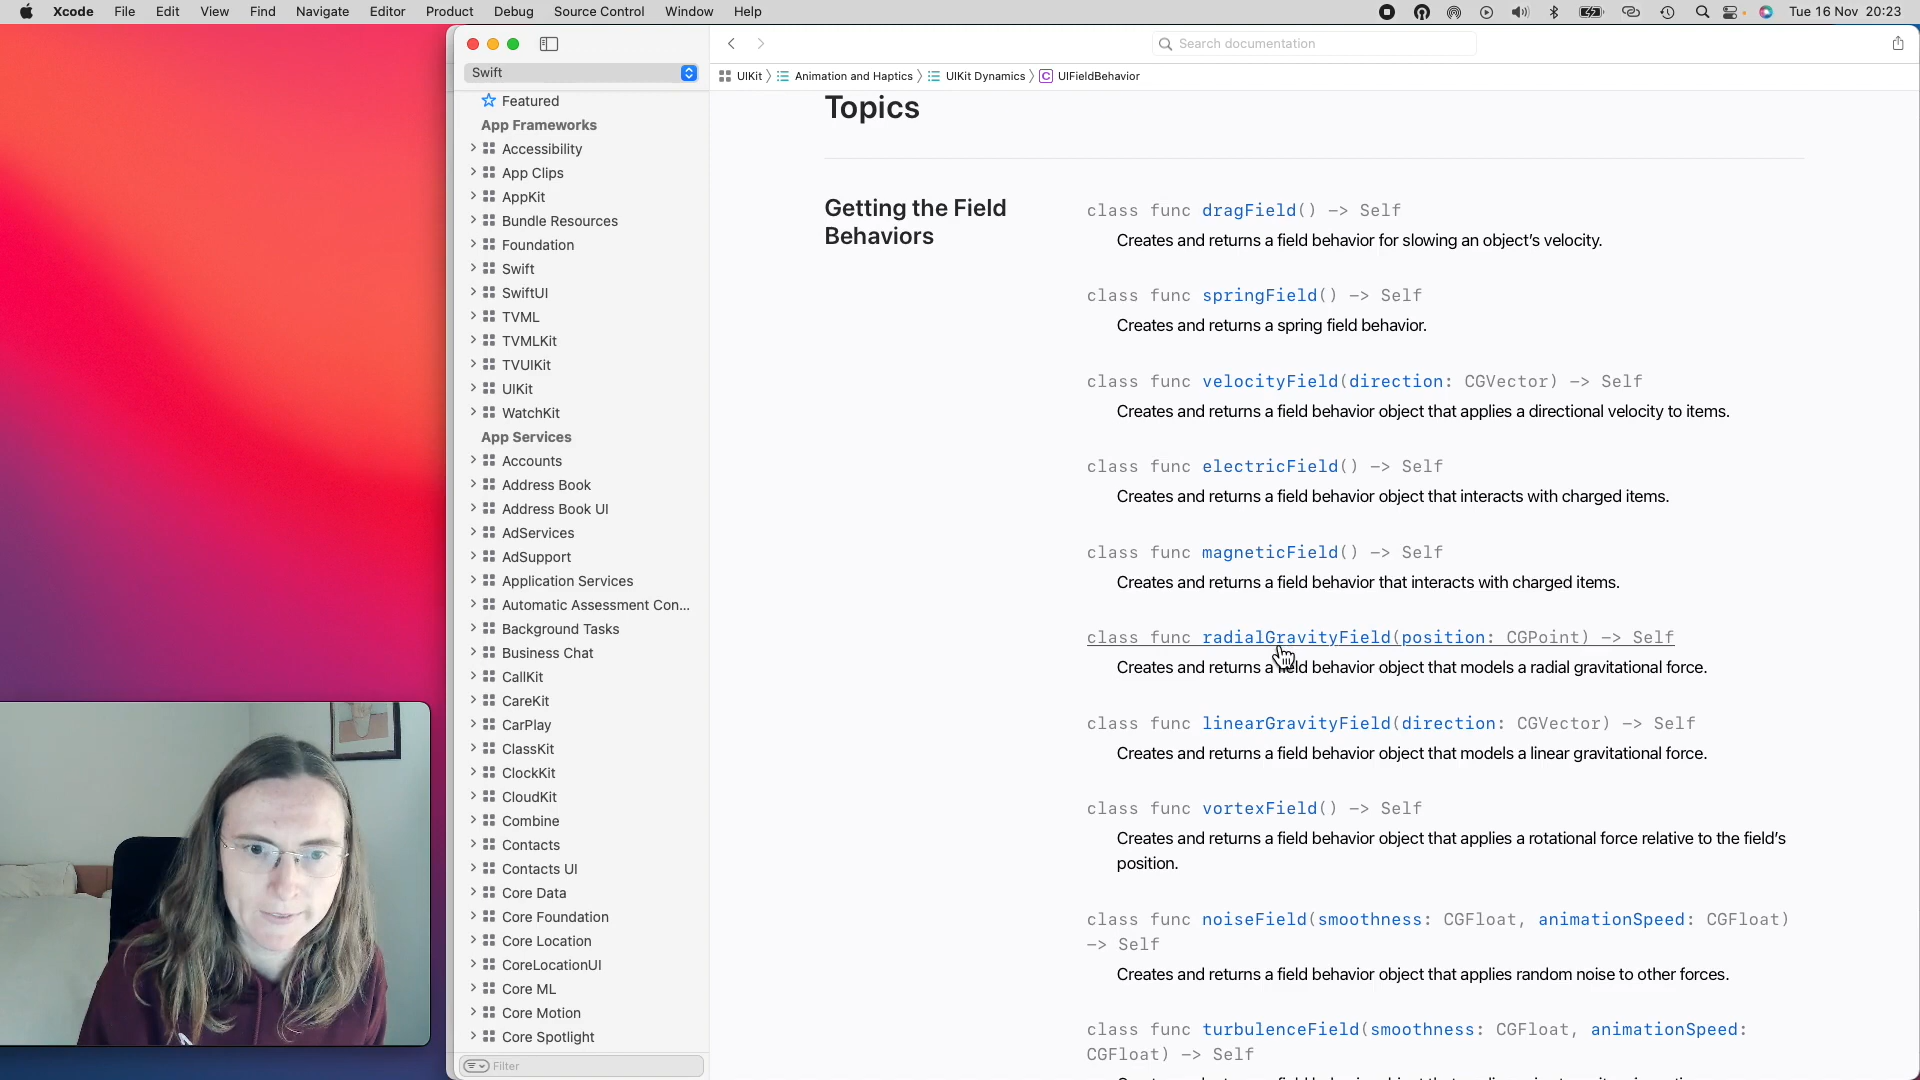 Xcode File Edit View Find Navigate Editor Product Debug Source Control Window Help Tue 16 Nov 20:23
Search documentation
Swift
UIKit Animation and Haptics UIKit Dynamics C UIFieldBehavior
Featured
App Frameworks
Accessibility
App Clips
AppKit
Bundle Resources
Foundation
Swift
SwiftUI
TVML
TVMLKit
TVUIKit
UIKit
WatchKit
App Services
Accounts
Address Book
Address Book UI
AdServices
AdSupport
Application Services
Automatic Assessment Con...
Background Tasks
Business Chat
CallKit
CareKit
CarPlay
ClassKit
ClockKit
CloudKit
Combine
Contacts
Contacts UI
Core Data
Core Foundation
Core Location
CoreLocationUI
Core ML
Core Motion
Core Spotlight
Filter
Topics
Getting the Field
Behaviors
class func dragField() -> Self
Creates and returns a field behavior for slowing an object's velocity.
class func springField() -> Self
Creates and returns a spring field behavior.
class func velocityField(direction: CGVector) -> Self
Creates and returns a field behavior object that applies a directional velocity to items.
class func electricField() -> Self
Creates and returns a field behavior object that interacts with charged items.
class func magneticField() -> Self
Creates and returns a field behavior that interacts with charged items.
class func radialGravityField(position: CGPoint) -> Self
Creates and returns a field behavior object that models a radial gravitational force.
class func linearGravityField(direction: CGVector) -> Self
Creates and returns a field behavior object that models a linear gravitational force.
class func vortexField() -> Self
Creates and returns a field behavior object that applies a rotational force relative to the field's
position.
class func noiseField(smoothness: CGFloat, animationSpeed: CGFloat)
-> Self
Creates and returns a field behavior object that applies random noise to other forces.
class func turbulenceField(smoothness: CGFloat, animationSpeed:
CGFloat) -> Self